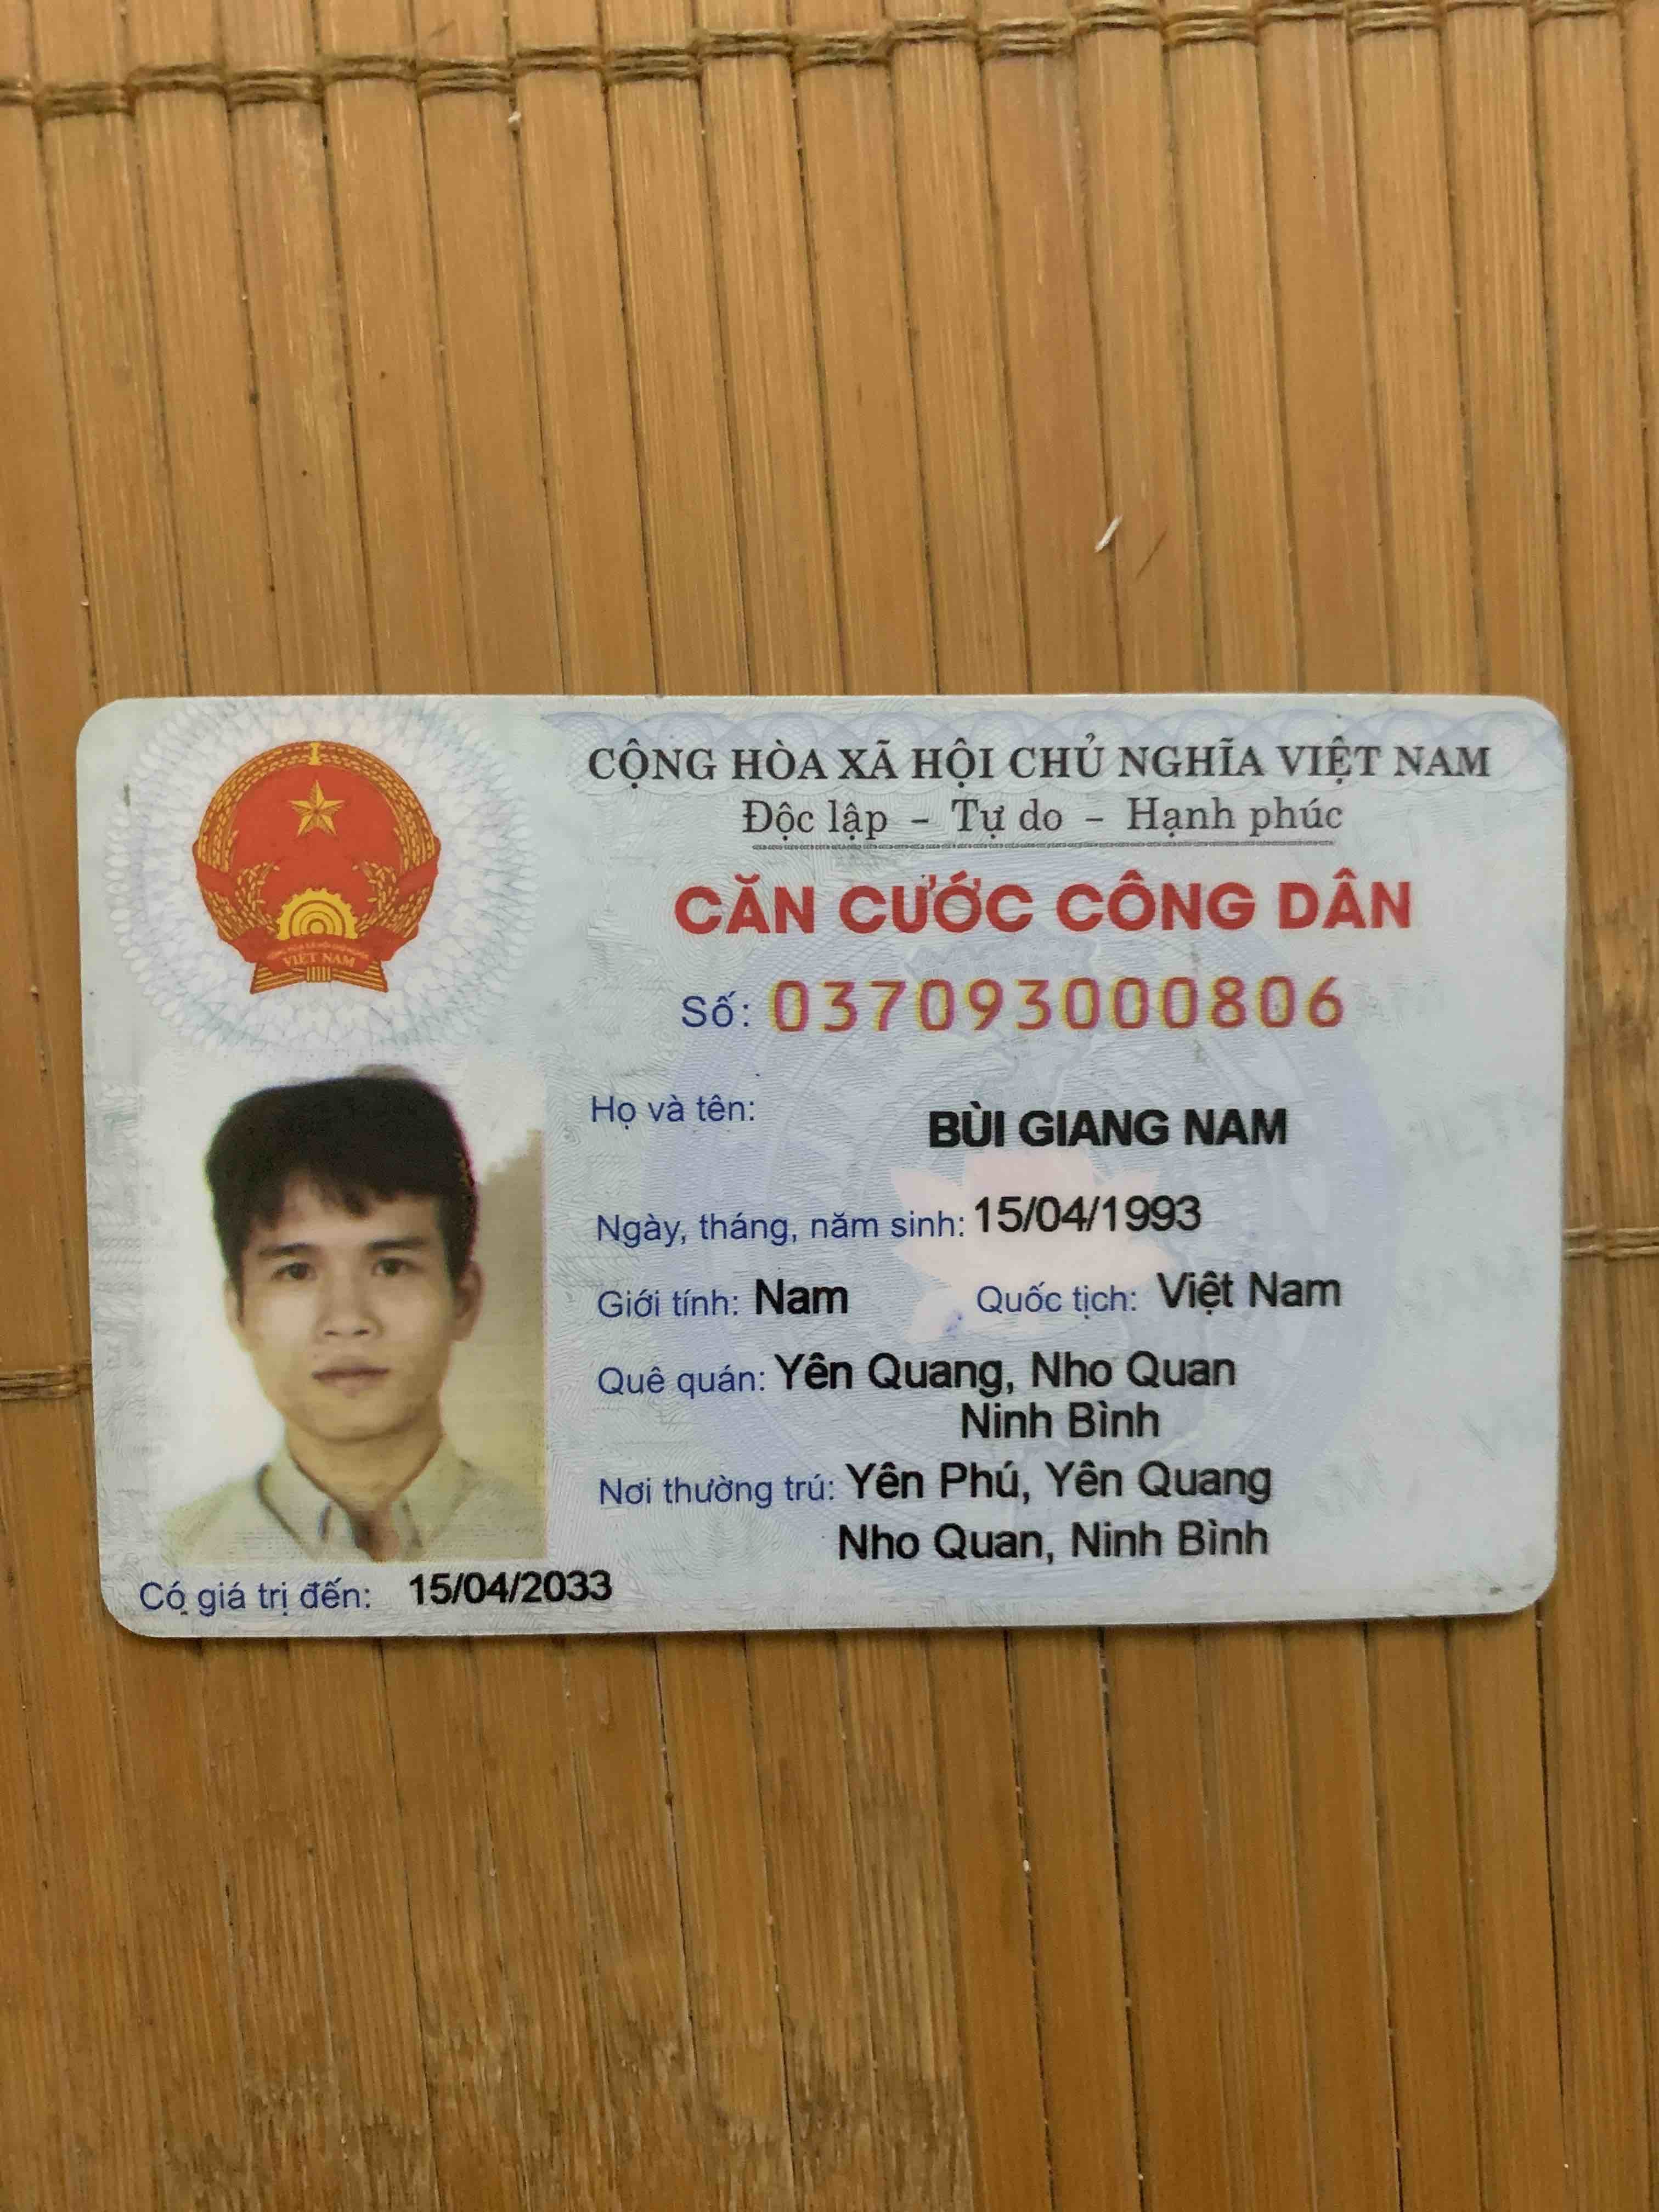 CỘNG HÒA XÃ HỘI CHỦ NGHĨA VIỆT NAM
Độc lập - Tự do - Hạnh phúc
CĂN CƯỚC CÔNG DÂN
Số: 037093000806
Họ và tên: BÙI GIANG NAM
Ngày, tháng, năm sinh: 15/04/1993
Giới tính: Nam Quốc tịch: Việt Nam
Quê quán: Yên Quang, Nho Quan
Ninh Bình
Nơi thường trú: Yên Phú, Yên Quang
Nho Quan, Ninh Bình
Có giá trị đến: 15/04/2033
VIỆT NAM